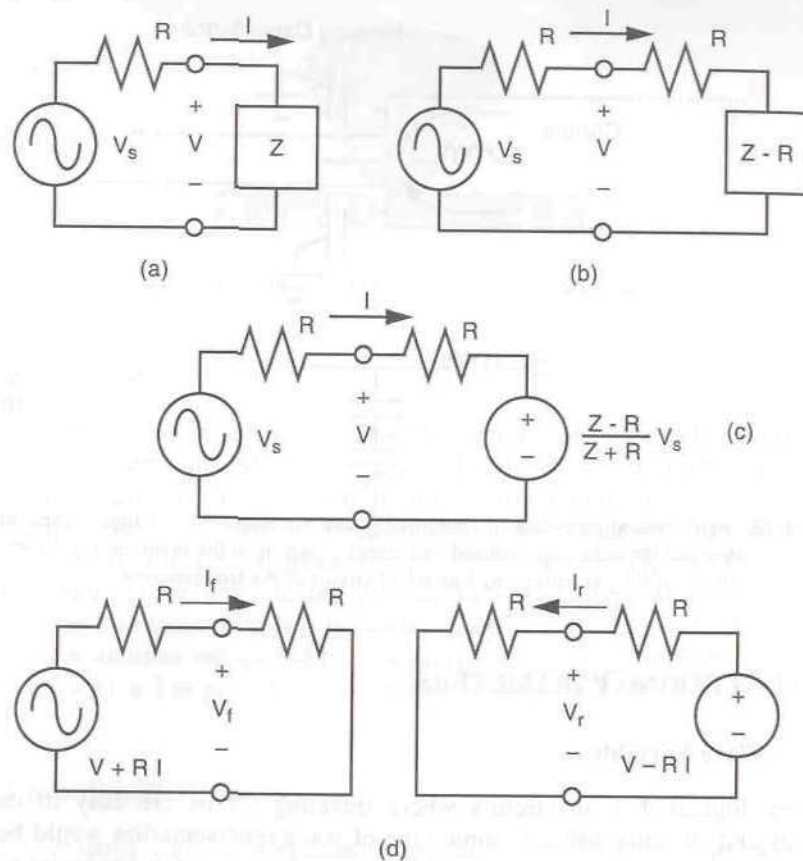 R I
V_s
+
V
−
Z
(a)
R I R
V_s
+
V
−
Z - R
(b)
R I R
V_s
+
V
−
+
−
Z - R
Z + R V_s
(c)
R I_f R
+
V_f
−
V + R I
R I_r R
+
V_r
−
+
−
V − R I
(d)